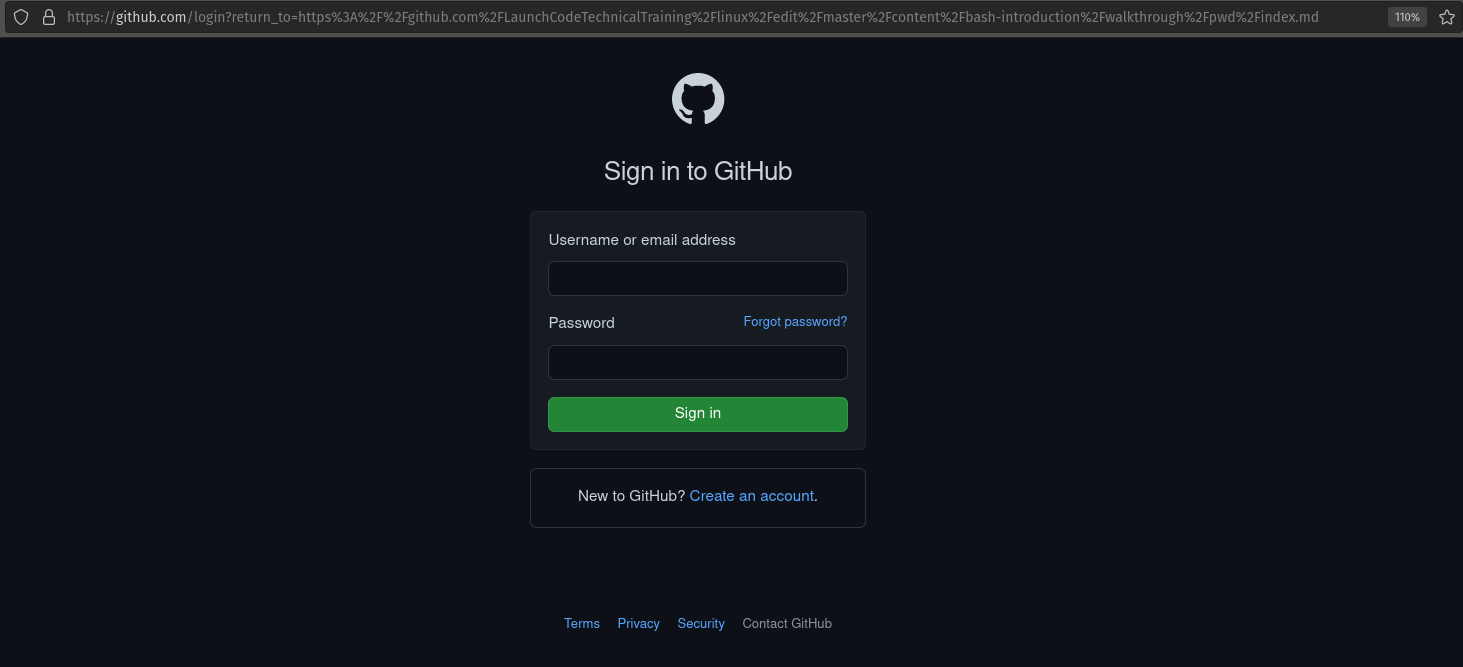 https://github.com/login?return_to=https%3A%2F%2Fgithub.com%2FLaunchCodeTechnicalTraining%2Flinux%2Fedit%2Fmaster%2Fcontent%2Fbash-introduction%2Fwalkthrough%2Fpwd%2Findex.md 110%
Sign in to GitHub
Username or email address
Password Forgot password?
Sign in
New to GitHub? Create an account.
Terms Privacy Security Contact GitHub